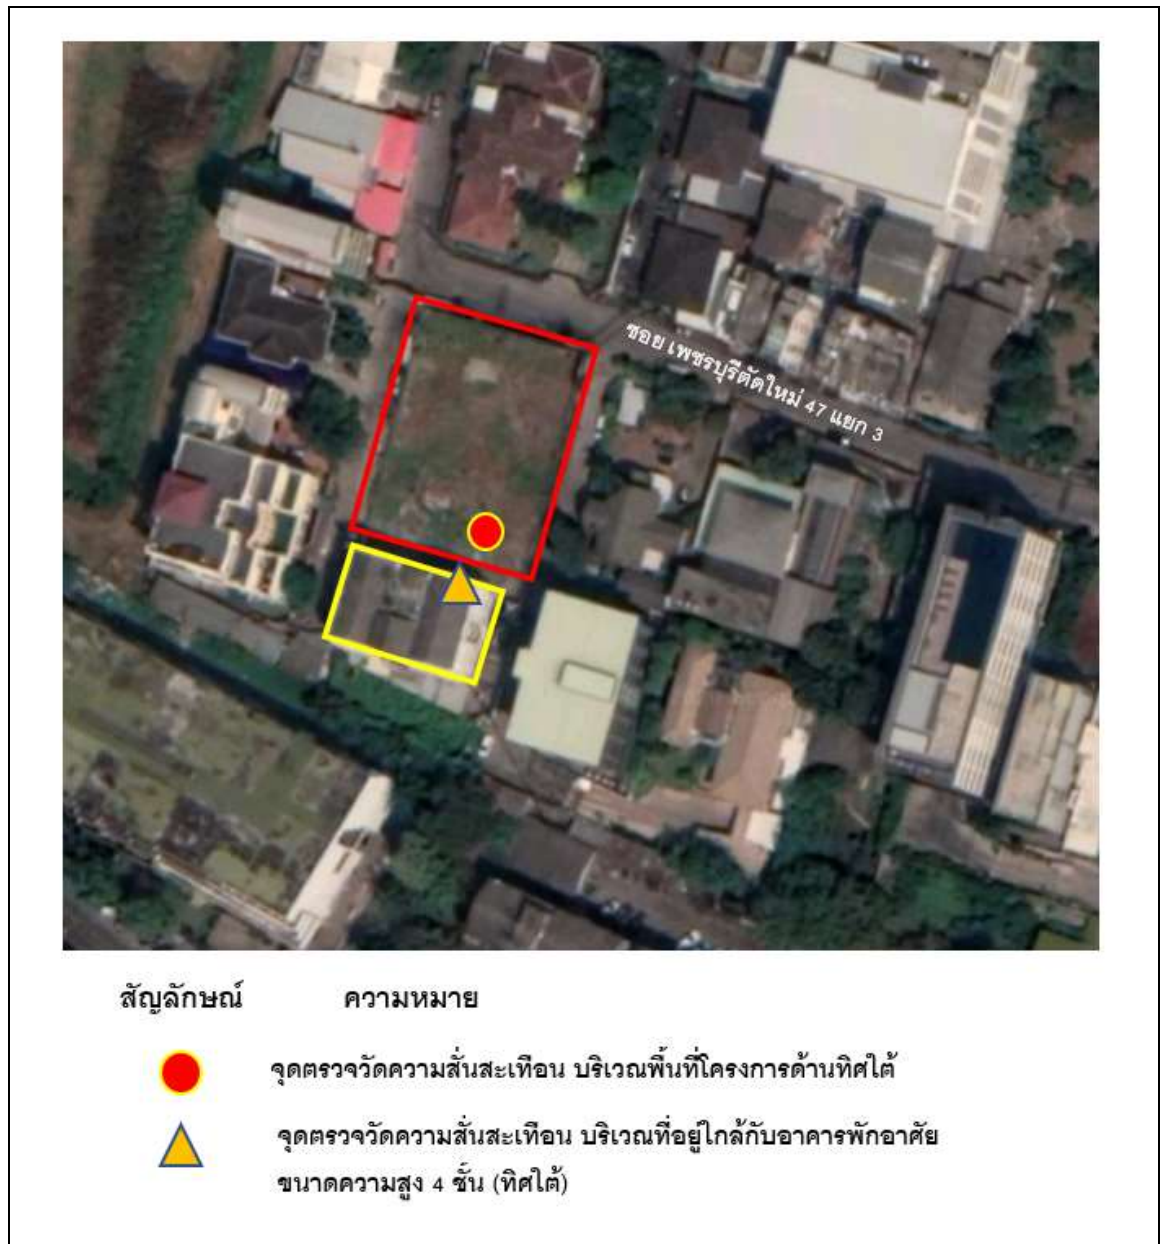 ซอย เพชรบุรีตัดใหม่ 47 แยก 3
สัญลักษณ์ ความหมาย
จุดตรวจวัดความสั่นสะเทือน บริเวณพื้นที่โครงการด้านทิศใต้
จุดตรวจวัดความสั่นสะเทือน บริเวณที่อยู่ใกล้กับอาคารพักอาศัย
ขนาดความสูง 4 ชั้น (ทิศใต้)